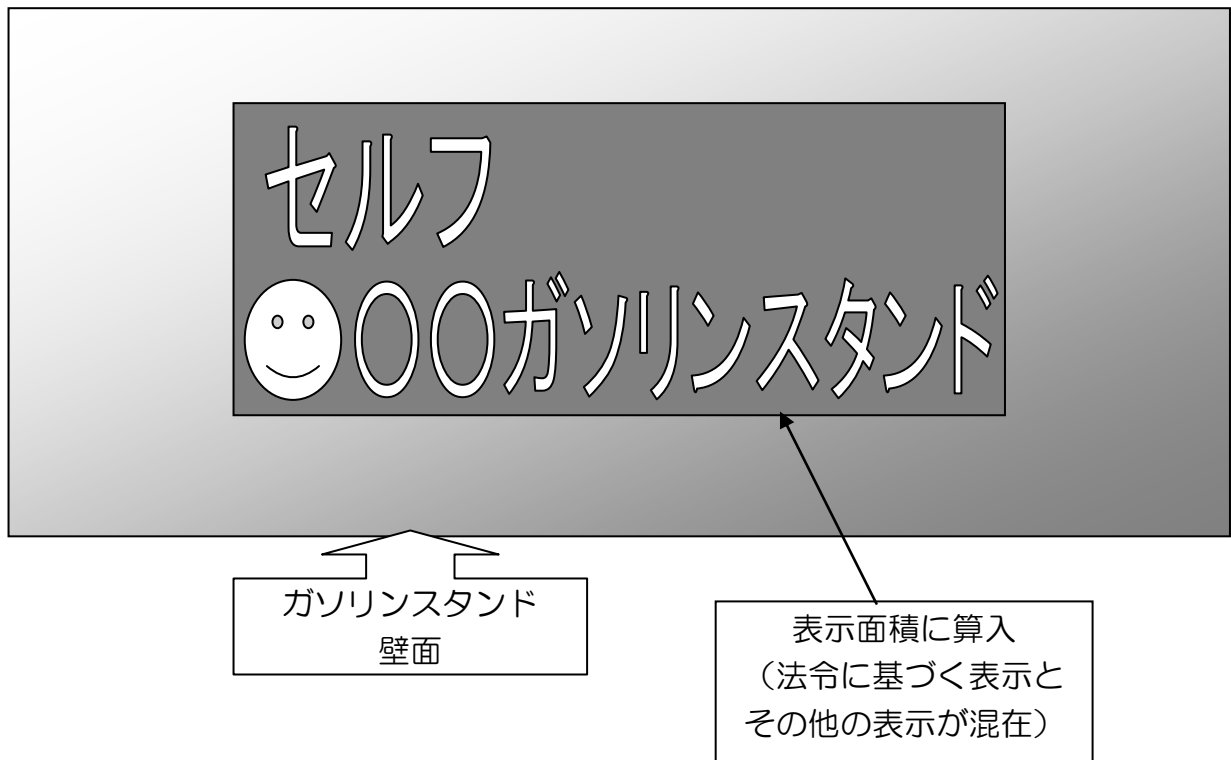 セルフ
〇〇ガソリンスタンド
ガソリンスタンド
壁面
表示面積に算入
(法令に基づく表示と
その他の表示が混在)